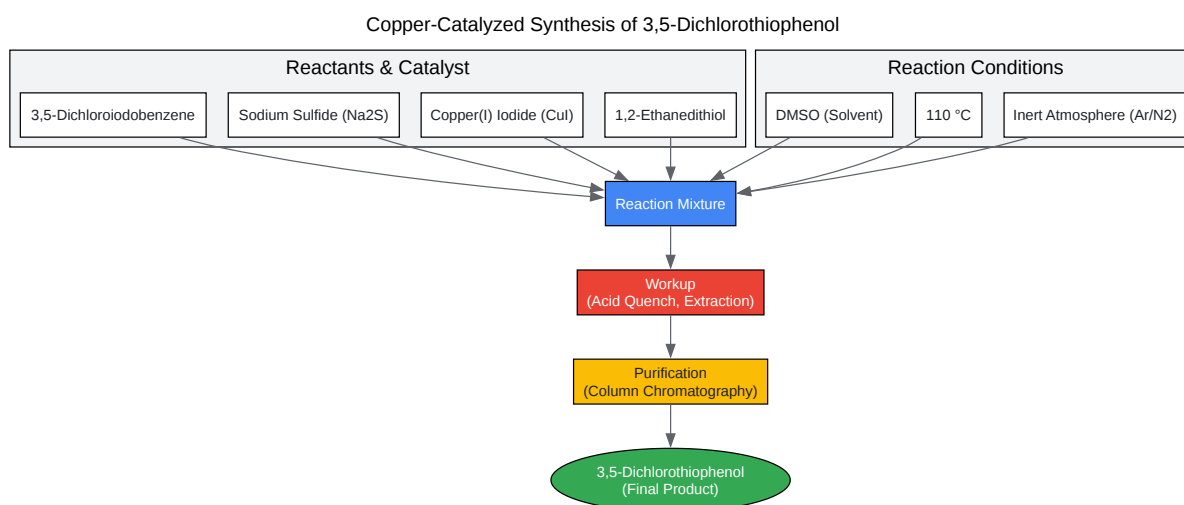 Copper-Catalyzed Synthesis of 3,5-Dichlorothiophenol
Reactants & Catalyst
Reaction Conditions
3,5-Dichloroiodobenzene
Sodium Sulfide (Na2S)
Copper(I) Iodide (CuI)
1,2-Ethanedithiol
DMSO (Solvent)
110 °C
Inert Atmosphere (Ar/N2)
Reaction Mixture
Workup
(Acid Quench, Extraction)
Purification
(Column Chromatography)
3,5-Dichlorothiophenol
(Final Product)